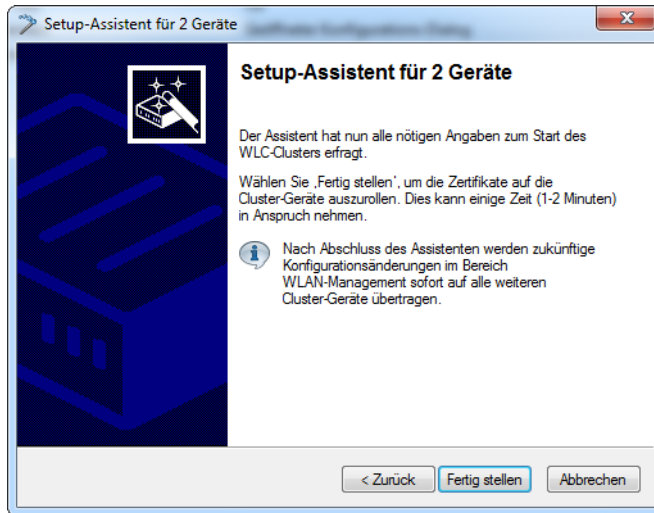 Setup-Assistent für 2 Geräte
Setup-Assistent für 2 Geräte
Der Assistent hat nun alle nötigen Angaben zum Start des
WLC-Clusters erfragt.
Wählen Sie ‚Fertig stellen‘, um die Zertifikate auf die
Cluster-Geräte auszurollen. Dies kann einige Zeit (1-2 Minuten)
in Anspruch nehmen.
Nach Abschluss des Assistenten werden zukünftige
Konfigurationsänderungen im Bereich
WLAN-Management sofort auf alle weiteren
Cluster-Geräte übertragen.
< Zurück
Fertig stellen
Abbrechen